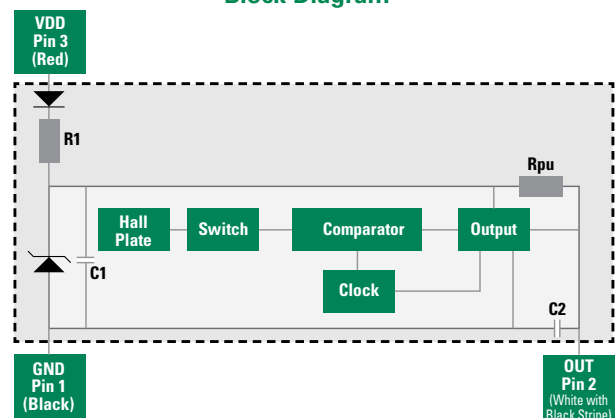 Block Diagram
VDD
Pin 3
(Red)
R1
Rpu
Hall
Plate
Switch
Comparator
Output
C1
Clock
C2
GND
Pin 1
(Black)
OUT
Pin 2
(White with
Black Stripe)